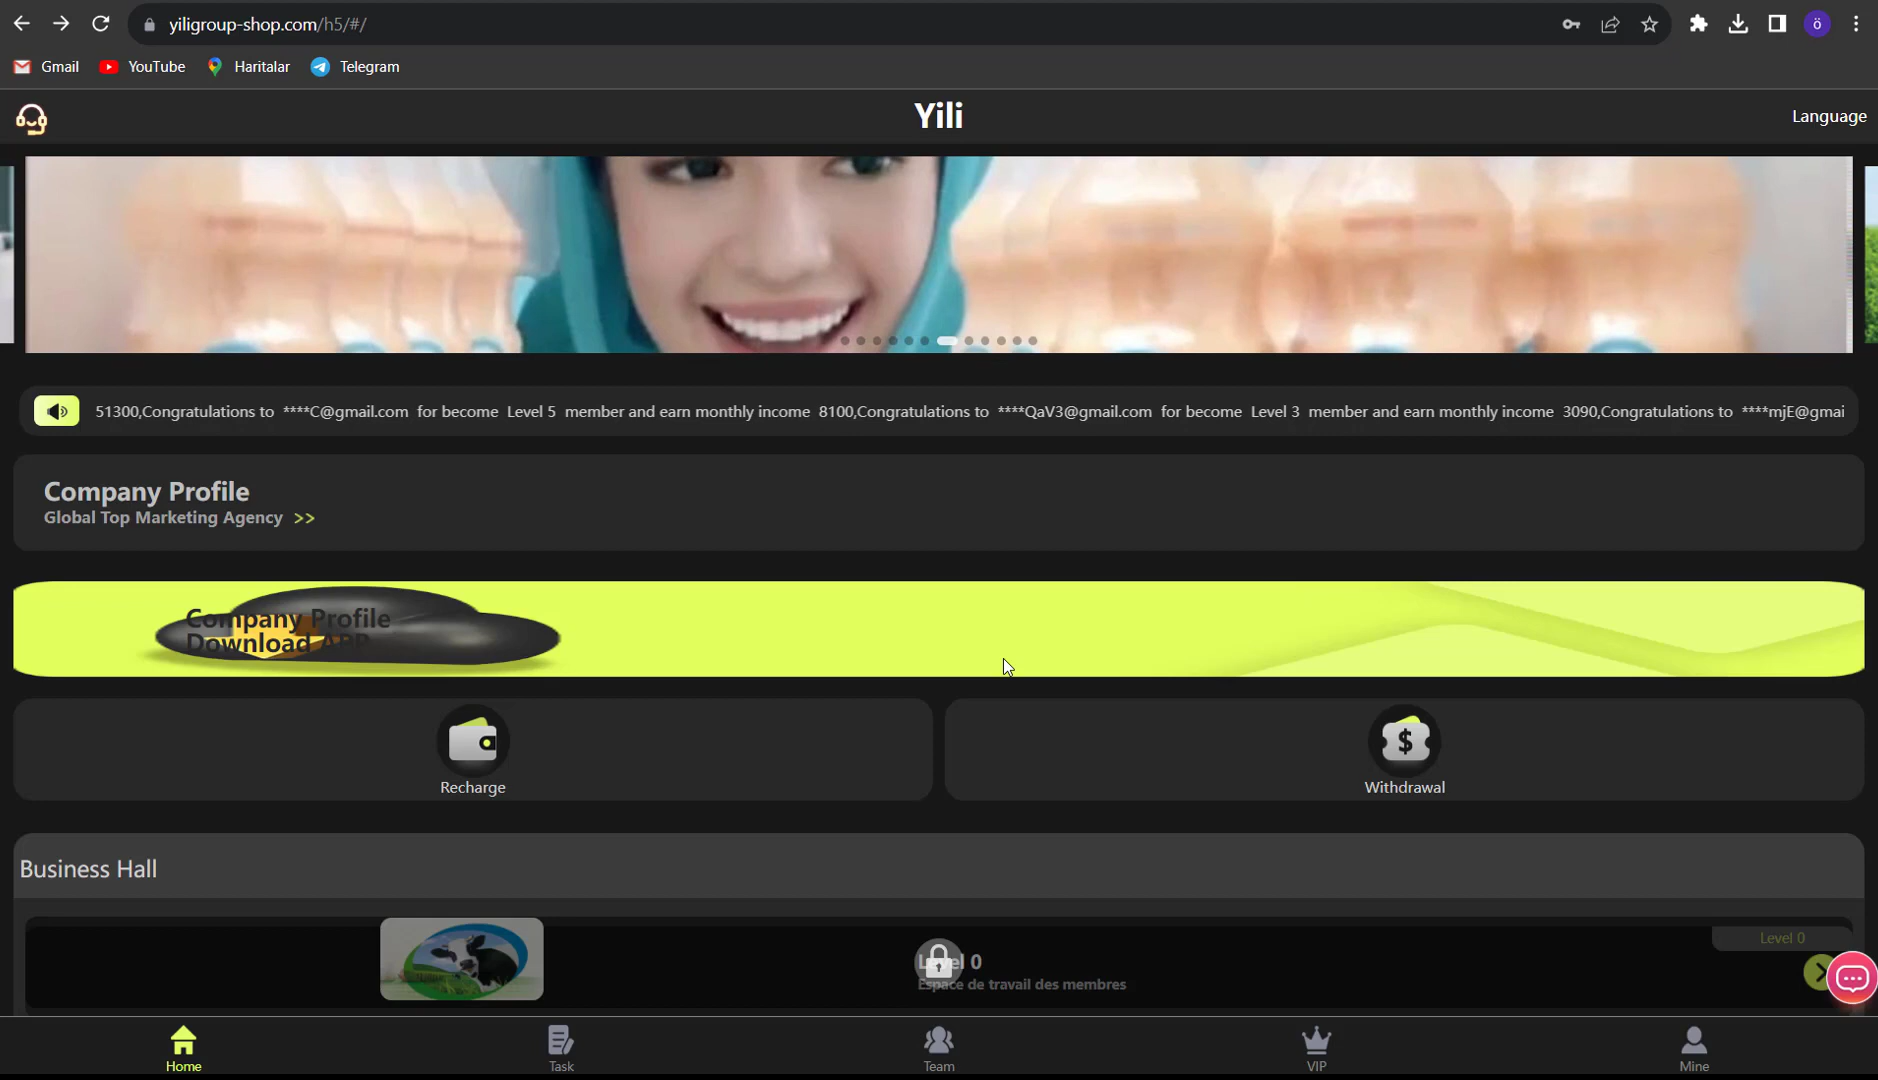 yiligroup-shop.com/h5/#/
ö
Gmail YouTube Haritalar Telegram
Yili
Language
51300,Congratulations to ****C@gmail.com for become Level 5 member and earn monthly income 8100,Congratulations to ****QaV3@gmail.com for become Level 3 member and earn monthly income 3090,Congratulations to ****mjE@gmai
Company Profile
Global Top Marketing Agency >>
Company Profile
Download APP
Recharge
Withdrawal
Business Hall
Level 0
Level 0
Espace de travail des membres
Home
Task
Team
VIP
Mine